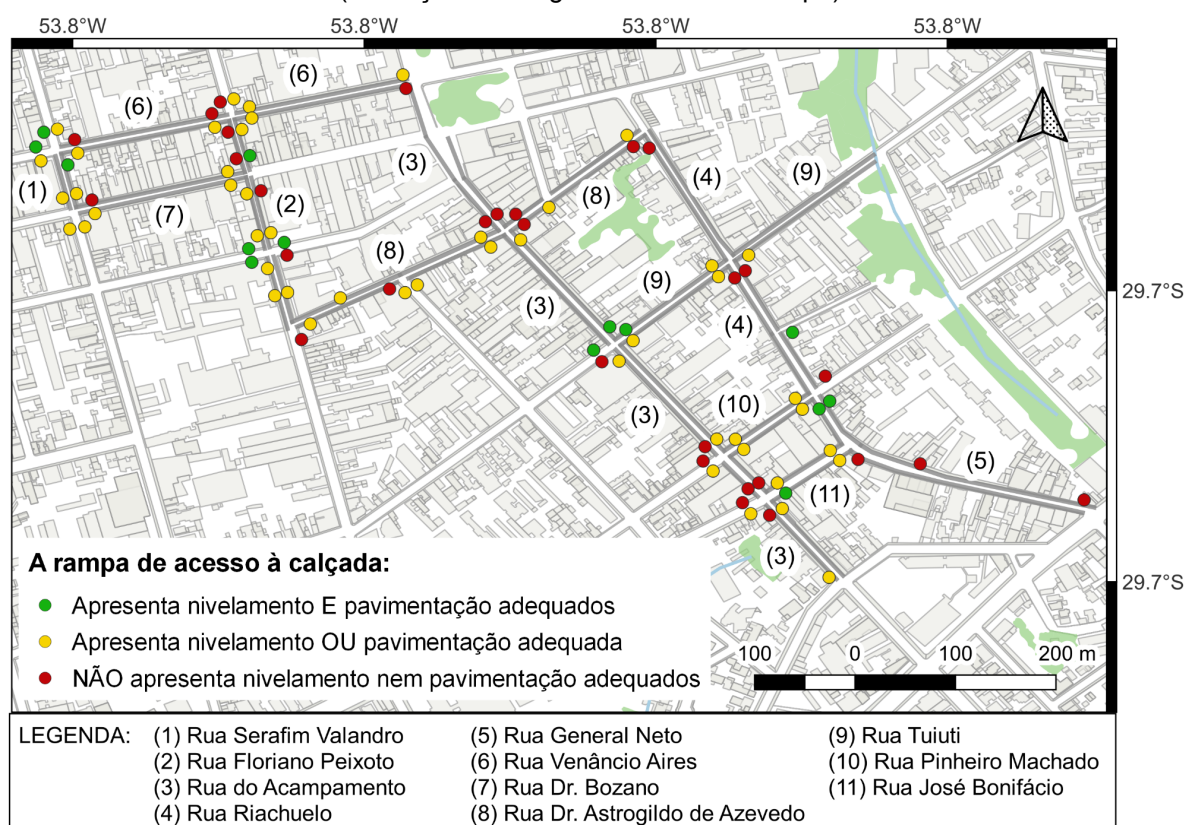 53.8°W 53.8°W 53.8°W 53.8°W
(6)
(6)
(3)
(8)
(4)
(9)
(1)
(7)
(2)
(8)
(9)
29.7°S
(3)
(4)
(3)
(10)
(5)
(11)
(3)
A rampa de acesso à calçada:
Apresenta nivelamento E pavimentação adequados
Apresenta nivelamento OU pavimentação adequada
NÃO apresenta nivelamento nem pavimentação adequados
29.7°S
100 0 100 200 m
LEGENDA: (1) Rua Serafim Valandro (5) Rua General Neto (9) Rua Tuiuti
(2) Rua Floriano Peixoto (6) Rua Venâncio Aires (10) Rua Pinheiro Machado
(3) Rua do Acampamento (7) Rua Dr. Bozano (11) Rua José Bonifácio
(4) Rua Riachuelo (8) Rua Dr. Astrogildo de Azevedo